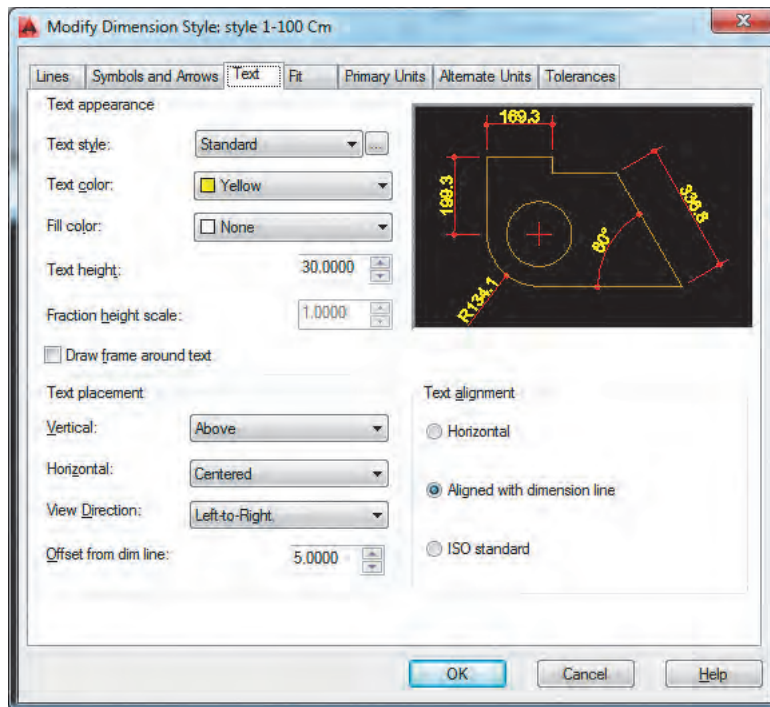 Modify Dimension Style: style 1-100 Cm
Lines Symbols and Arrows Text Fit Primary Units Alternate Units Tolerances
Text appearance
Text style: Standard ...
Text color: Yellow
Fill color: None
Text height: 30.0000
Fraction height scale: 1.0000
Draw frame around text
169.3
199.3
336.8
60°
R134.1
Text placement
Vertical: Above
Horizontal: Centered
View Direction: Left-to-Right
Offset from dim line: 5.0000
Text alignment
Horizontal
Aligned with dimension line
ISO standard
OK Cancel Help